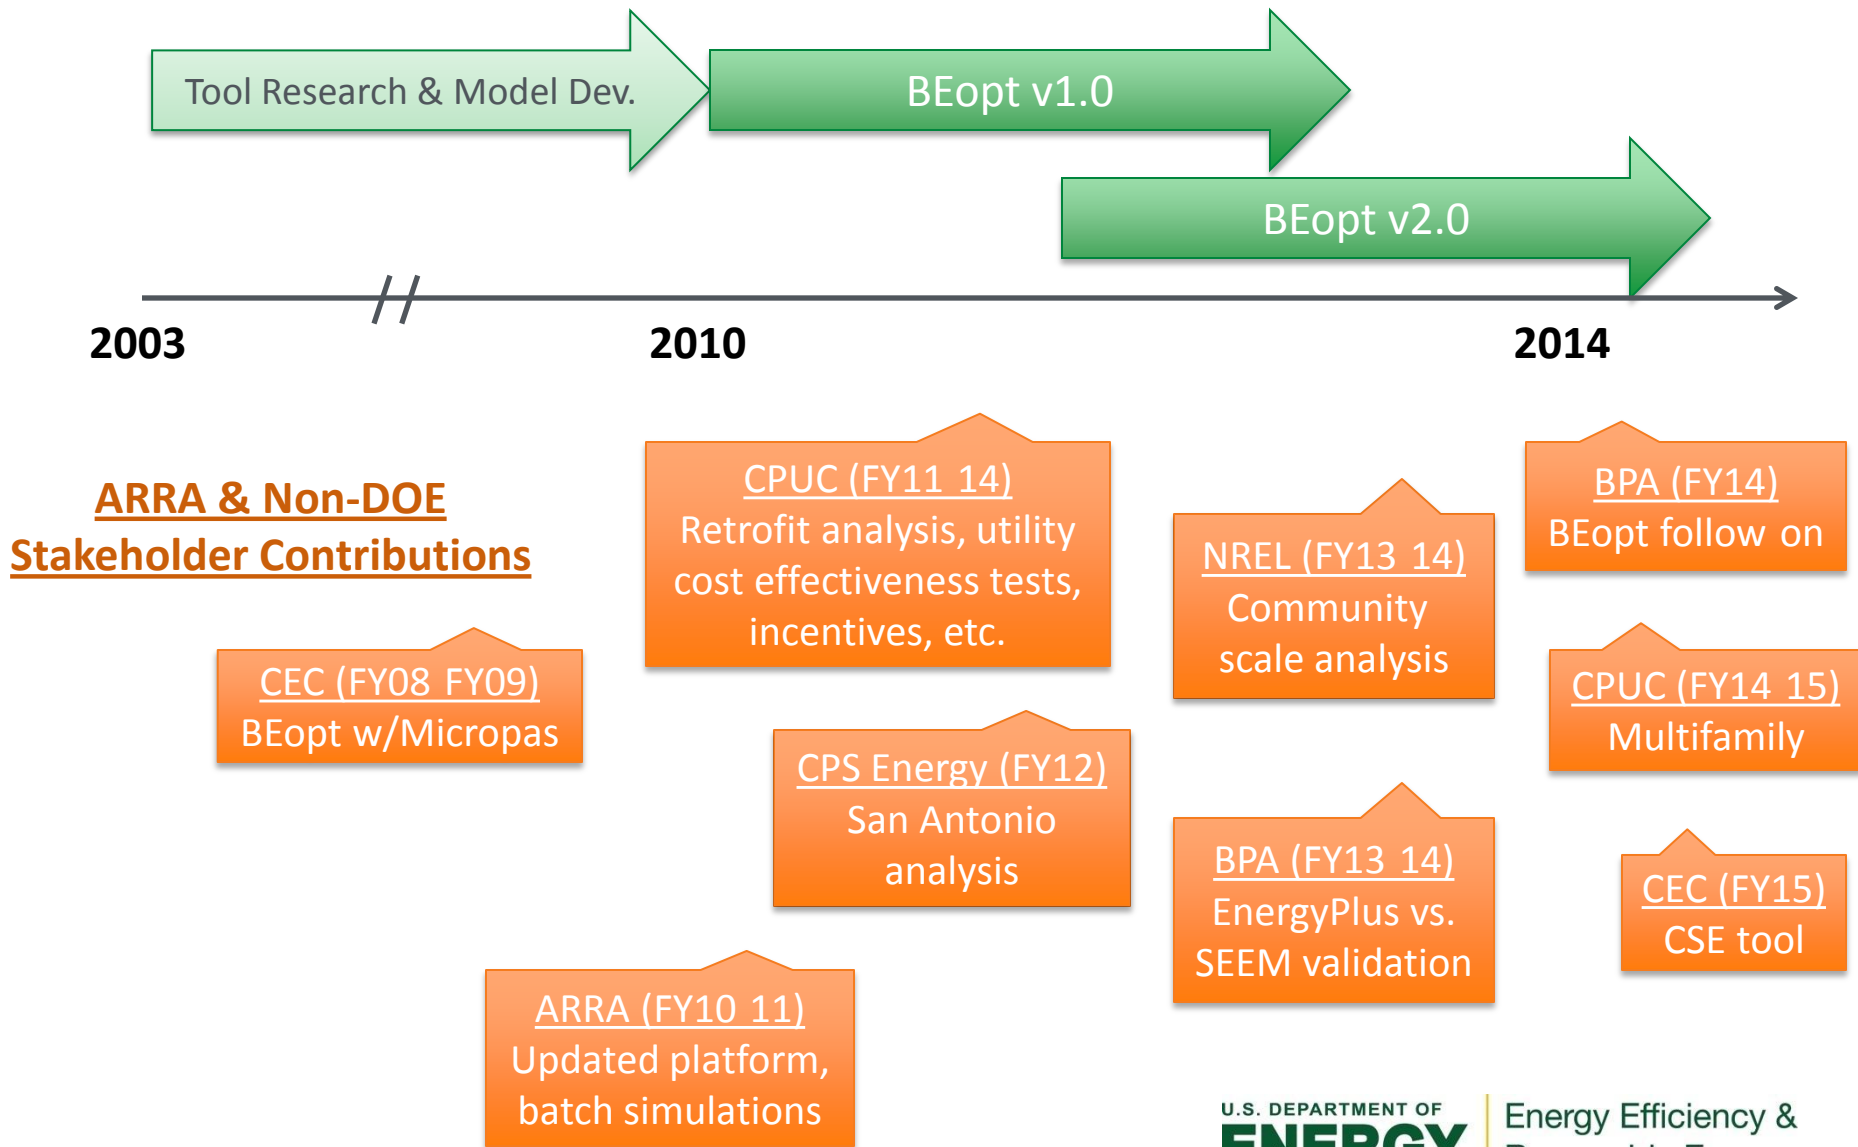 Tool Research & Model Dev.
BEopt v1.0
BEopt v2.0
2003
2010
2014
ARRA & Non-DOE
Stakeholder Contributions
CPUC (FY11 14)
Retrofit analysis, utility
cost effectiveness tests,
incentives, etc.
NREL (FY13 14)
Community
scale analysis
BPA (FY14)
BEopt follow on
CEC (FY08 FY09)
BEopt w/Micropas
CPUC (FY14 15)
Multifamily
CPS Energy (FY12)
San Antonio
analysis
BPA (FY13 14)
EnergyPlus vs.
SEEM validation
CEC (FY15)
CSE tool
ARRA (FY10 11)
Updated platform,
batch simulations
U.S. DEPARTMENT OF
ENERGY
Energy Efficiency &